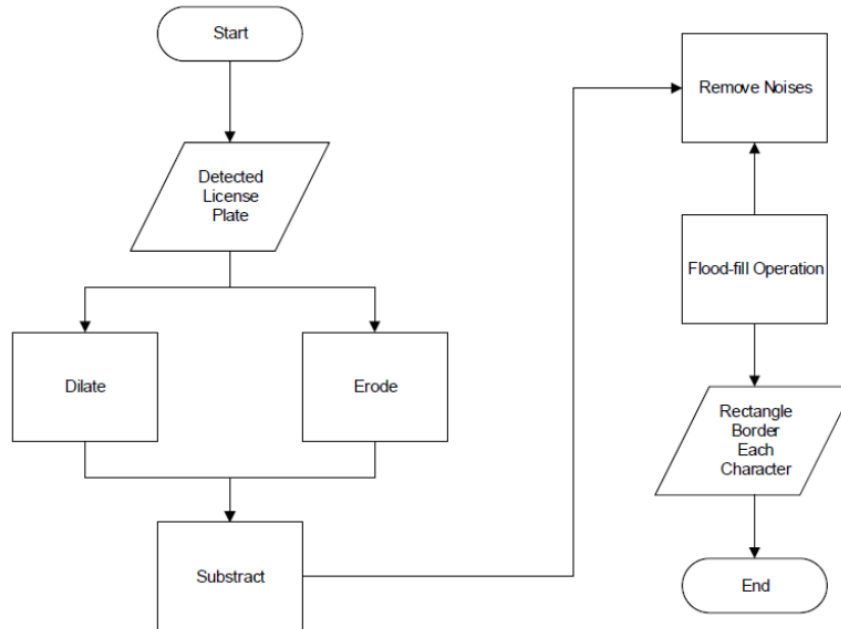 Start
Detected
License
Plate
Dilate
Erode
Substract
Remove Noises
Flood-fill Operation
Rectangle
Border
Each
Character
End